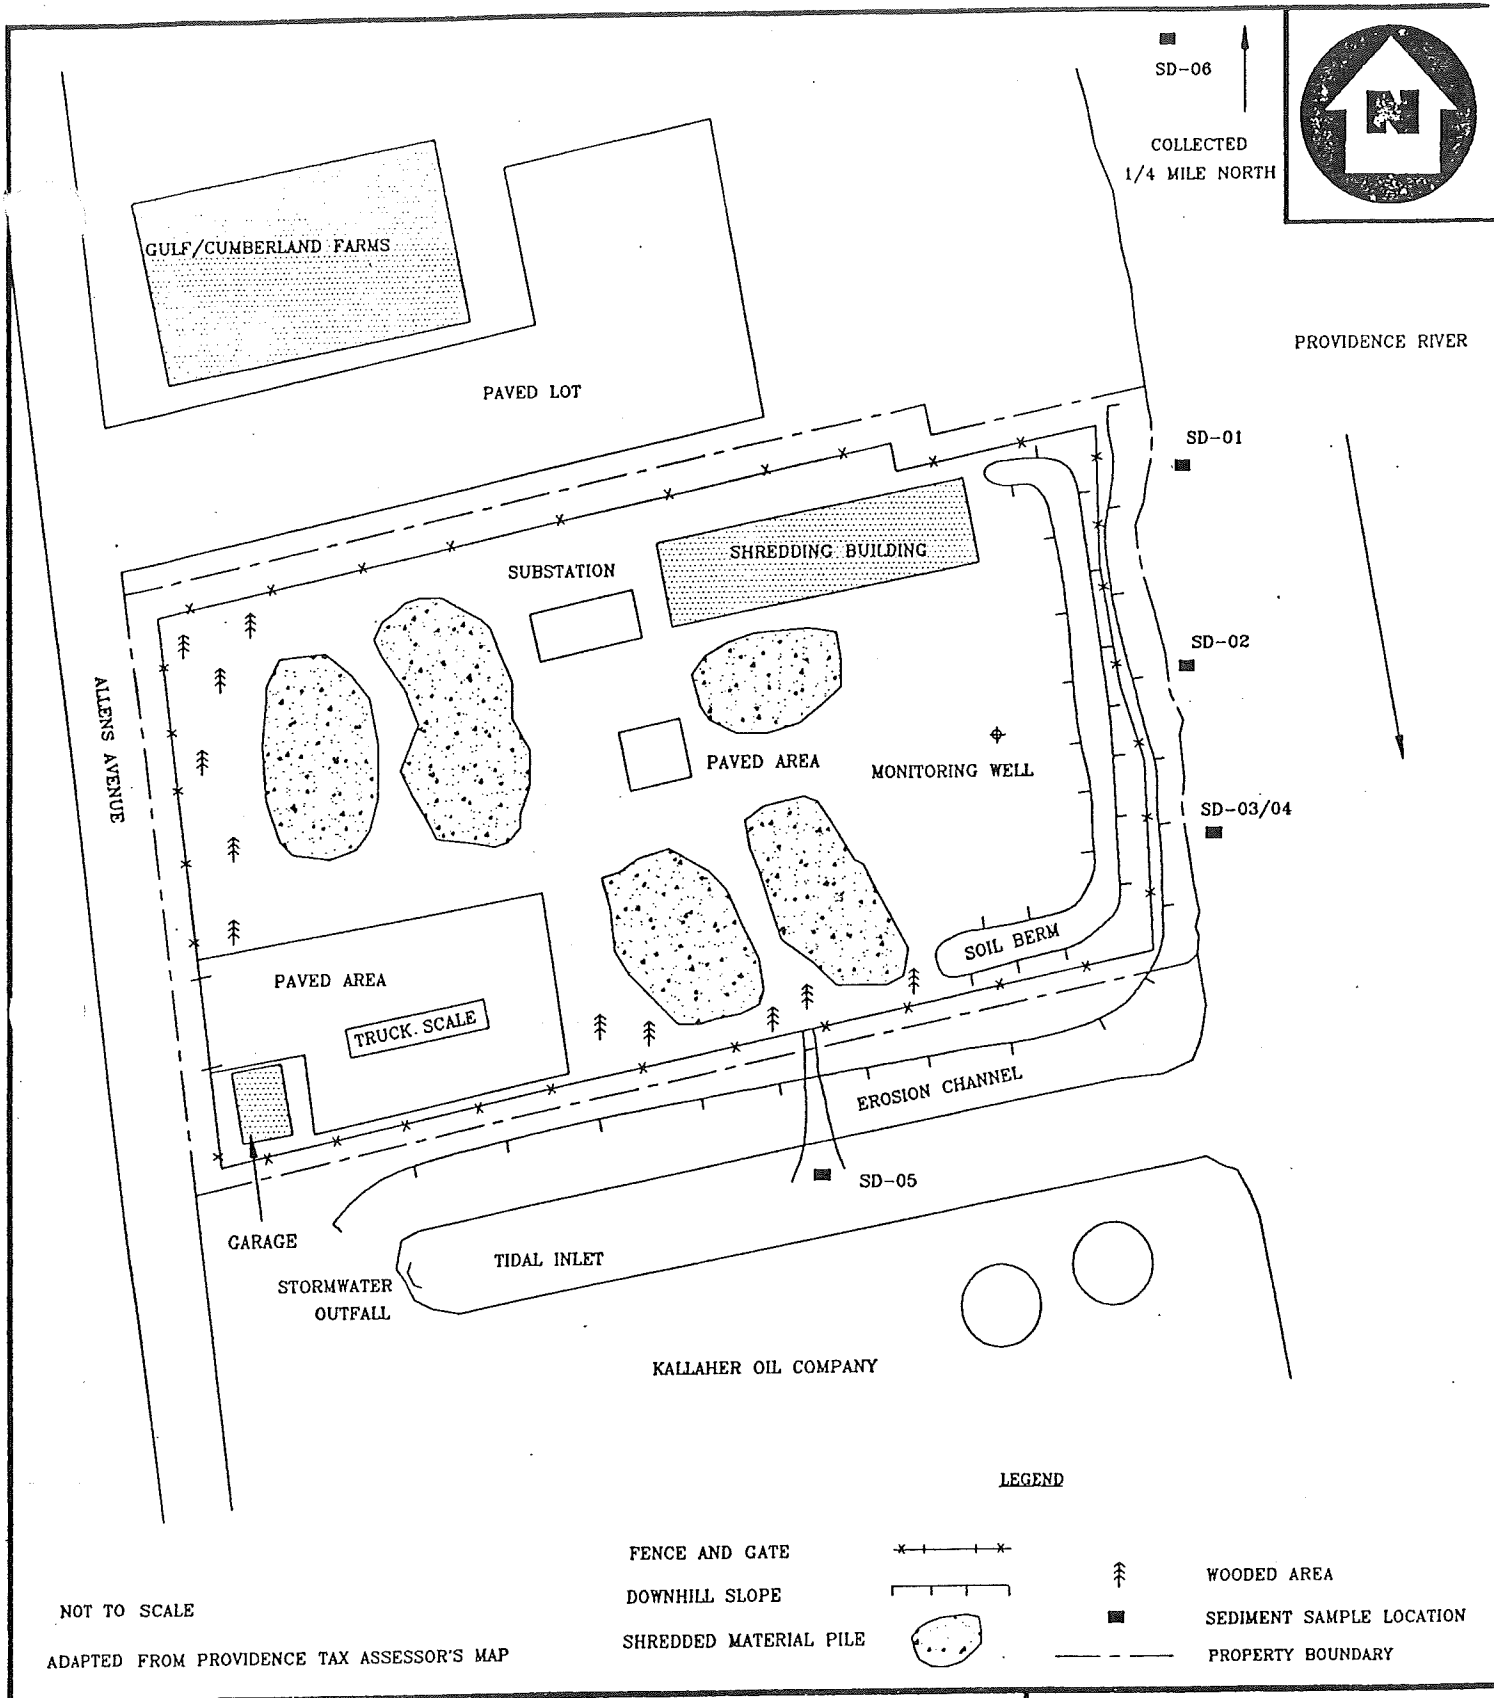 SD-06
COLLECTED
1/4 MILE NORTH
N
GULF/CUMBERLAND FARMS
PROVIDENCE RIVER
PAVED LOT
SD-01
SHREDDING BUILDING
SUBSTATION
SD-02
ALLENS AVENUE
PAVED AREA
MONITORING WELL
SD-03/04
SOIL BERM
PAVED AREA
TRUCK SCALE
EROSION CHANNEL
SD-05
GARAGE
TIDAL INLET
STORMWATER
OUTFALL
KALLAHER OIL COMPANY
LEGEND
FENCE AND GATE
DOWNHILL SLOPE
SHREDDED MATERIAL PILE
WOODED AREA
SEDIMENT SAMPLE LOCATION
PROPERTY BOUNDARY
NOT TO SCALE
ADAPTED FROM PROVIDENCE TAX ASSESSOR'S MAP